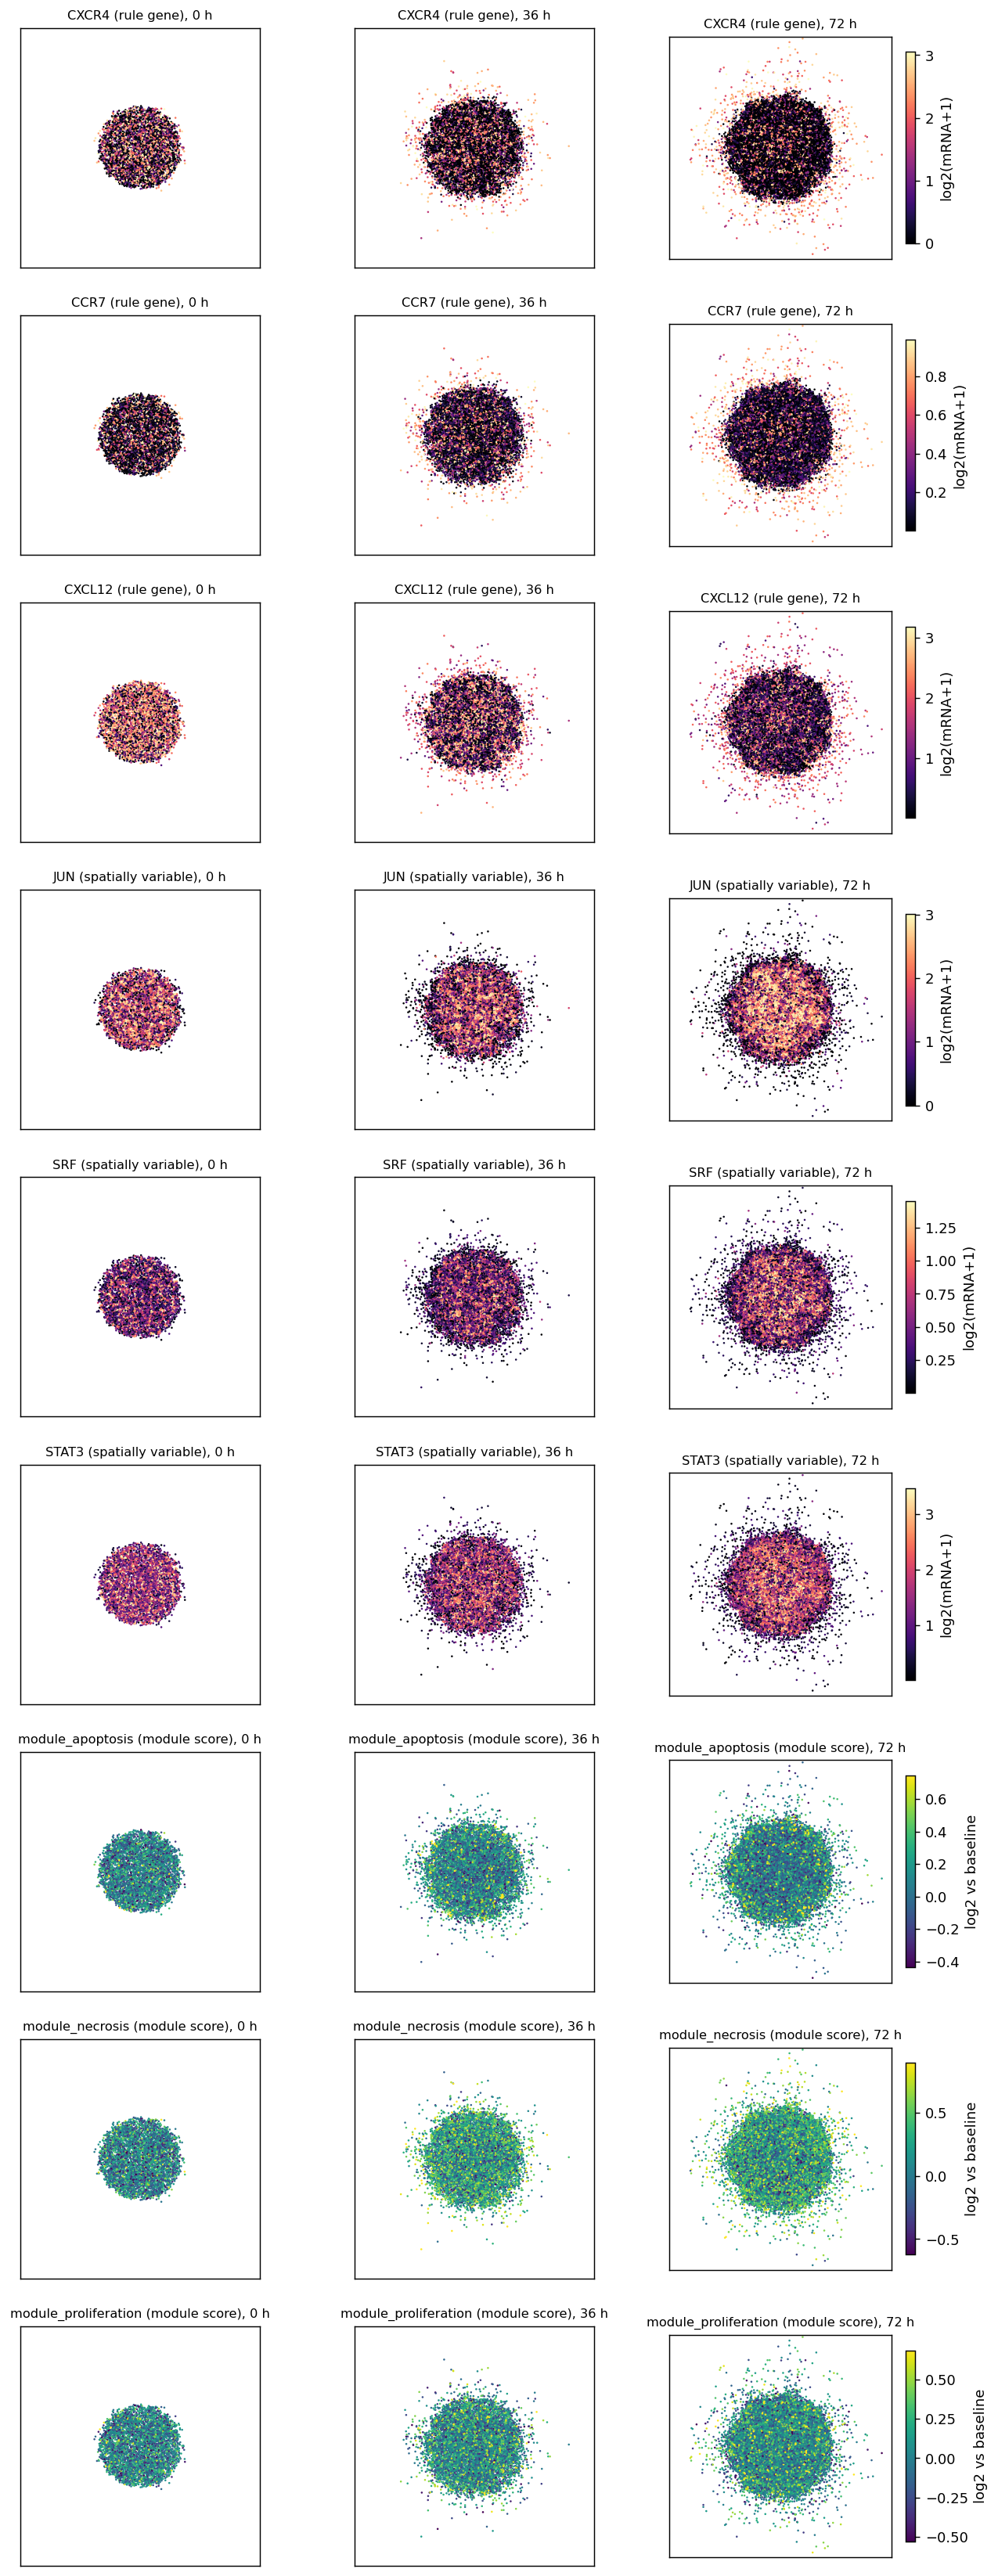 CXCR4 (rule gene), 0 h
CXCR4 (rule gene), 36 h
CXCR4 (rule gene), 72 h
3
2
1
0
log2(mRNA+1)
CCR7 (rule gene), 0 h
CCR7 (rule gene), 36 h
CCR7 (rule gene), 72 h
0.8
0.6
0.4
0.2
log2(mRNA+1)
CXCL12 (rule gene), 0 h
CXCL12 (rule gene), 36 h
CXCL12 (rule gene), 72 h
3
2
1
log2(mRNA+1)
JUN (spatially variable), 0 h
JUN (spatially variable), 36 h
JUN (spatially variable), 72 h
3
2
1
0
log2(mRNA+1)
SRF (spatially variable), 0 h
SRF (spatially variable), 36 h
SRF (spatially variable), 72 h
1.25
1.00
0.75
0.50
0.25
log2(mRNA+1)
STAT3 (spatially variable), 0 h
STAT3 (spatially variable), 36 h
STAT3 (spatially variable), 72 h
3
2
1
log2(mRNA+1)
module_apoptosis (module score), 0 h
module_apoptosis (module score), 36 h
module_apoptosis (module score), 72 h
0.6
0.4
0.2
0.0
−0.2
−0.4
log2 vs baseline
module_necrosis (module score), 0 h
module_necrosis (module score), 36 h
module_necrosis (module score), 72 h
0.5
0.0
−0.5
log2 vs baseline
module_proliferation (module score), 0 h
module_proliferation (module score), 36 h
module_proliferation (module score), 72 h
0.50
0.25
0.00
−0.25
−0.50
log2 vs baseline